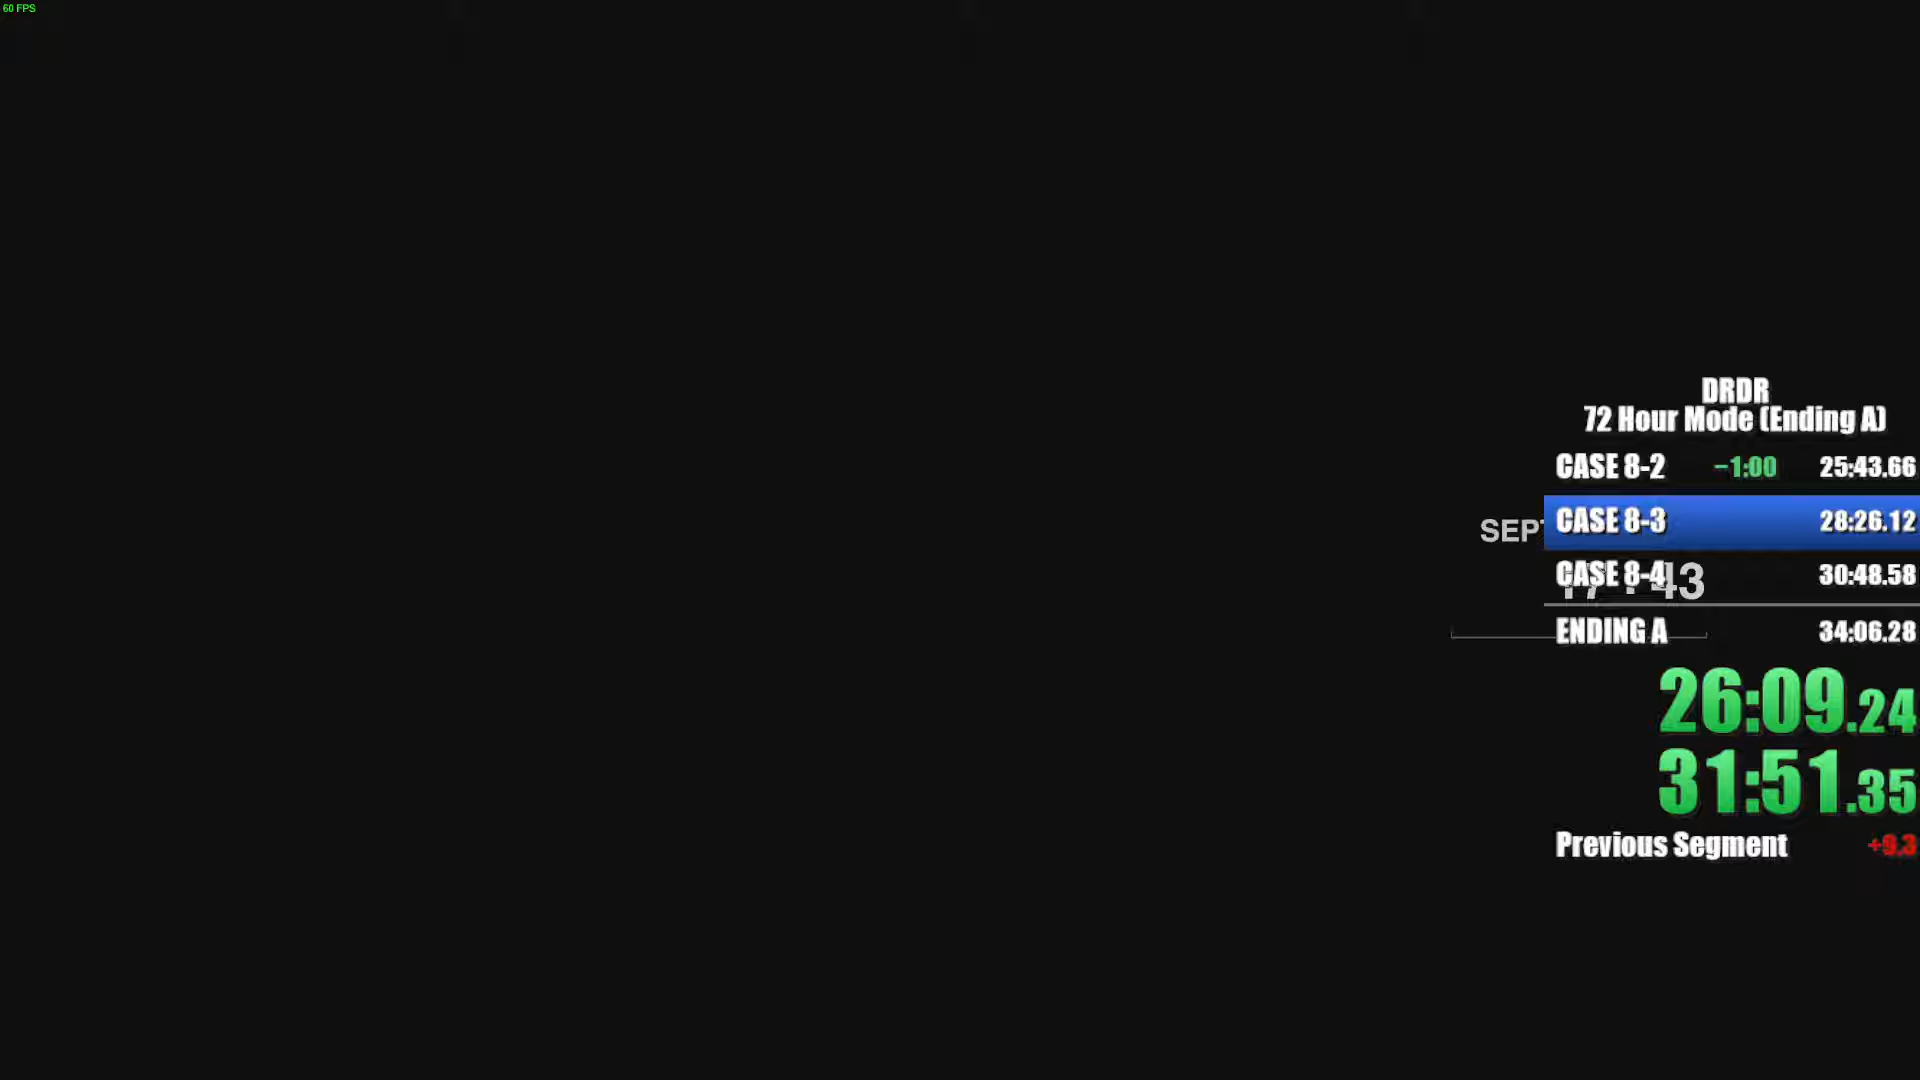 60 FPS
DRDR
72 Hour Mode (Ending A)
CASE 8-2 −1:00 25:43.66
SEP
CASE 8-3 28:26.12
CASE 8-4 30:48.58
17 : 43
ENDING A 34:06.28
26:09.24
31:51.35
Previous Segment +9.3